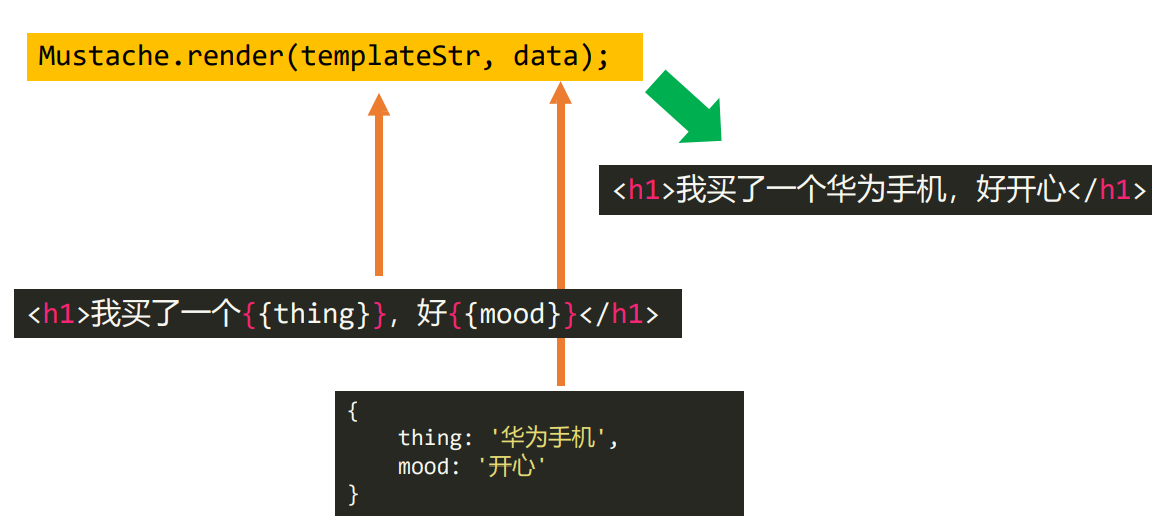 Mustache.render(templateStr, data);
<h1>我买了一个华为手机，好开心</h1>
<h1>我买了一个{{thing}}，好{{mood}}</h1>
{
    thing: '华为手机',
    mood: '开心'
}